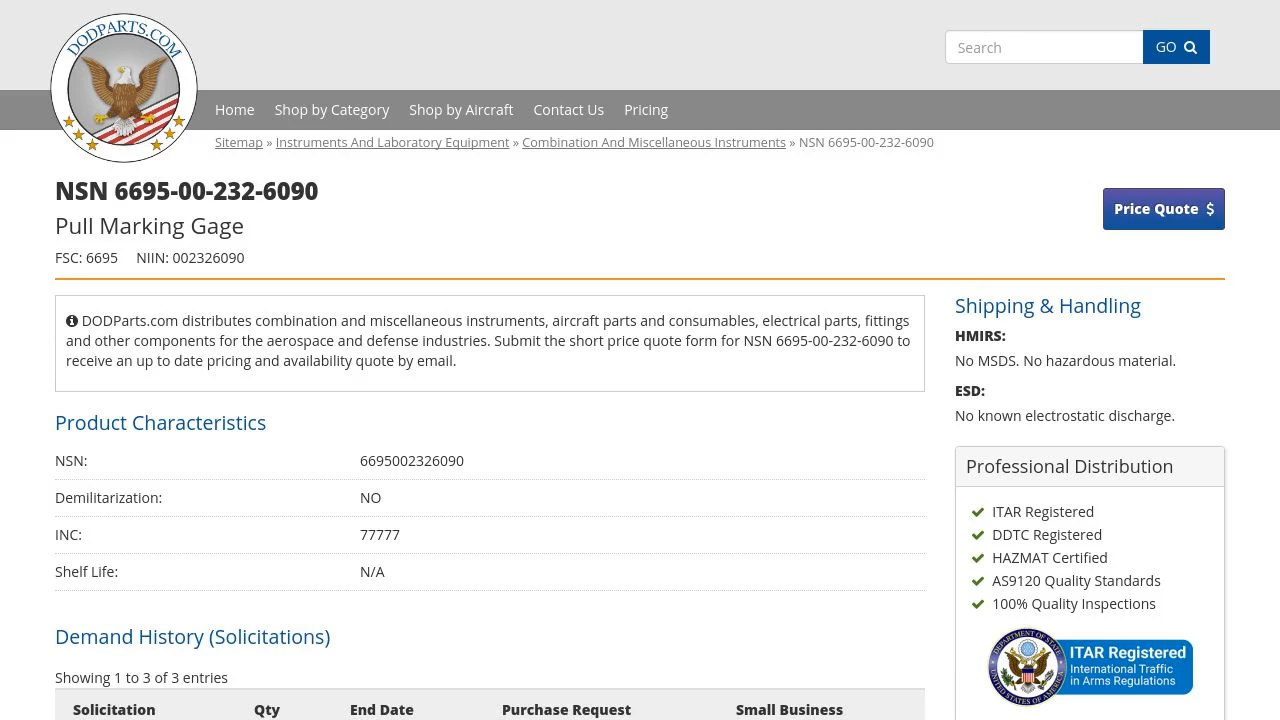 DODPARTS.COM
Search
GO
Home
Shop by Category
Shop by Aircraft
Contact Us
Pricing
Sitemap » Instruments And Laboratory Equipment » Combination And Miscellaneous Instruments » NSN 6695-00-232-6090
NSN 6695-00-232-6090
Pull Marking Gage
FSC: 6695 NIIN: 002326090
Price Quote $
DODParts.com distributes combination and miscellaneous instruments, aircraft parts and consumables, electrical parts, fittings
and other components for the aerospace and defense industries. Submit the short price quote form for NSN 6695-00-232-6090 to
receive an up to date pricing and availability quote by email.
Product Characteristics
NSN: 6695002326090
Demilitarization: NO
INC: 77777
Shelf Life: N/A
Demand History (Solicitations)
Showing 1 to 3 of 3 entries
Solicitation Qty End Date Purchase Request Small Business
Shipping & Handling
HMIRS:
No MSDS. No hazardous material.
ESD:
No known electrostatic discharge.
Professional Distribution
ITAR Registered
DDTC Registered
HAZMAT Certified
AS9120 Quality Standards
100% Quality Inspections
DEPARTMENT OF STATE
UNITED STATES OF AMERICA
ITAR Registered
International Traffic
in Arms Regulations